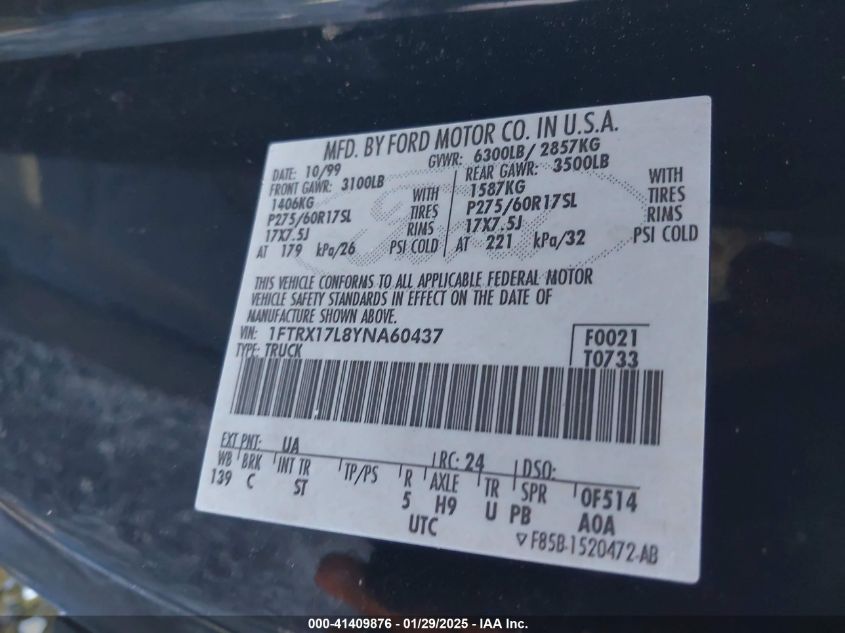 MFD. BY FORD MOTOR CO. IN U.S.A.
DATE: 10/99 GVWR: 6300LB/ 2857KG
FRONT GAWR: 3100LB REAR GAWR: 3500LB
1406KG WITH 1587KG WITH
P275/60R17SL TIRES P275/60R17SL TIRES
17X7.5J RIMS 17X7.5J RIMS
AT 179 kPa/26 PSI COLD AT 221 kPa/32 PSI COLD
THIS VEHICLE CONFORMS TO ALL APPLICABLE FEDERAL MOTOR
VEHICLE SAFETY STANDARDS IN EFFECT ON THE DATE OF
MANUFACTURE SHOWN ABOVE.
VIN: 1FTRX17L8YNA60437 F0021
TYPE: TRUCK T0733
EXT PNT: UA RC: 24 DSO:
WB BRK INT TR TP/PS R AXLE TR SPR 0F514
139 C ST 5 H9 U PB A0A
UTC
▽ F85B-1520472-AB
000-41409876 - 01/29/2025 - IAA Inc.